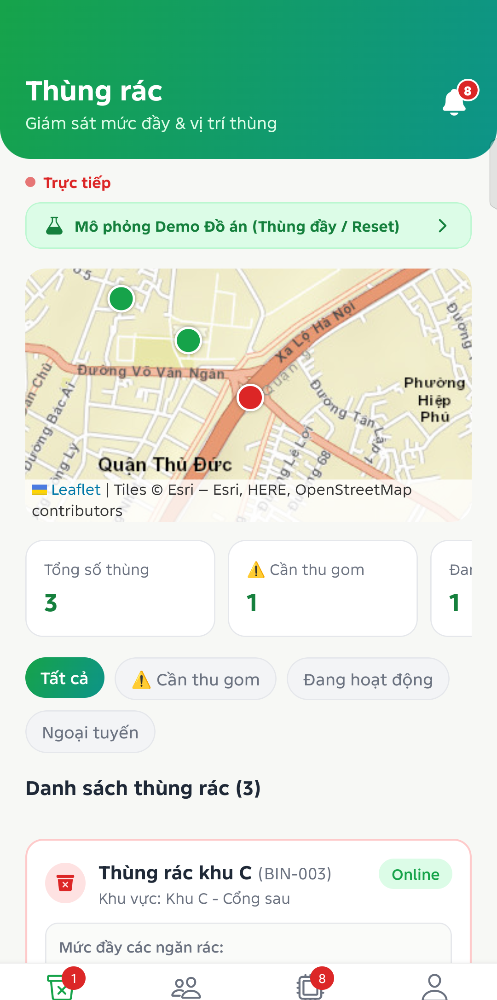 Thùng rác
8
Giám sát mức đầy & vị trí thùng
Trực tiếp
Mô phỏng Demo Đồ án (Thùng đầy / Reset)
Xa Lộ Hà Nội
Đường Võ Văn Ngân
Đường Bác Ái
Đường Tân Lập 1
Phường
Hiệp
Phú
Đường Lê Lợi
Quận Thủ Đức
Leaflet | Tiles © Esri — Esri, HERE, OpenStreetMap
contributors
Tổng số thùng
3
⚠️ Cần thu gom
1
Đan
1
Tất cả
⚠️ Cần thu gom
Đang hoạt động
Ngoại tuyến
Danh sách thùng rác (3)
Thùng rác khu C (BIN-003)
Online
Khu vực: Khu C - Cổng sau
Mức đầy các ngăn rác:
1
8